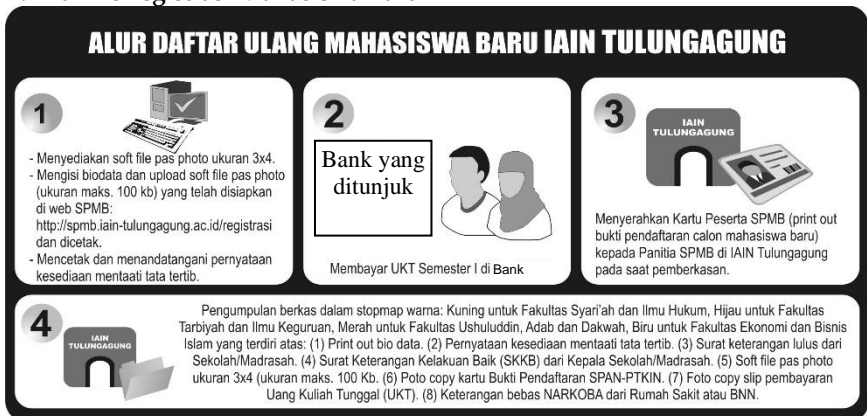 ALUR DAFTAR ULANG MAHASISWA BARU IAIN TULUNGAGUNG
1
- Menyediakan soft file pas photo ukuran 3x4.
- Mengisi biodata dan upload soft file pas photo
(ukuran maks. 100 kb) yang telah disiapkan
di web SPMB:
http://spmb.iain-tulungagung.ac.id/registrasi
dan dicetak.
- Mencetak dan menandatangani pernyataan
kesediaan mentaati tata tertib.
2
Bank yang
ditunjuk
Membayar UKT Semester I di Bank
3
IAIN
TULUNGAGUNG
Menyerahkan Kartu Peserta SPMB (print out
bukti pendaftaran calon mahasiswa baru)
kepada Panitia SPMB di IAIN Tulungagung
pada saat pemberkasan.
4
IAIN
TULUNGAGUNG
Pengumpulan berkas dalam stopmap warna: Kuning untuk Fakultas Syari'ah dan Ilmu Hukum, Hijau untuk Fakultas
Tarbiyah dan Ilmu Keguruan, Merah untuk Fakultas Ushuluddin, Adab dan Dakwah, Biru untuk Fakultas Ekonomi dan Bisnis
Islam yang terdiri atas: (1) Print out bio data. (2) Pernyataan kesediaan mentaati tata tertib. (3) Surat keterangan lulus dari
Sekolah/Madrasah. (4) Surat Keterangan Kelakuan Baik (SKKB) dari Kepala Sekolah/Madrasah. (5) Soft file pas photo
ukuran 3x4 (ukuran maks. 100 Kb. (6) Poto copy kartu Bukti Pendaftaran SPAN-PTKIN. (7) Foto copy slip pembayaran
Uang Kuliah Tunggal (UKT). (8) Keterangan bebas NARKOBA dari Rumah Sakit atau BNN.